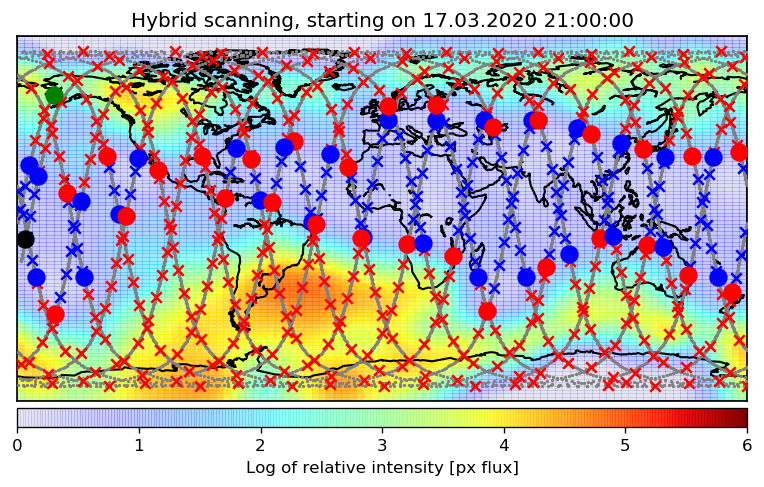 Hybrid scanning, starting on 17.03.2020 21:00:00
0 1 2 3 4 5 6
Log of relative intensity [px flux]